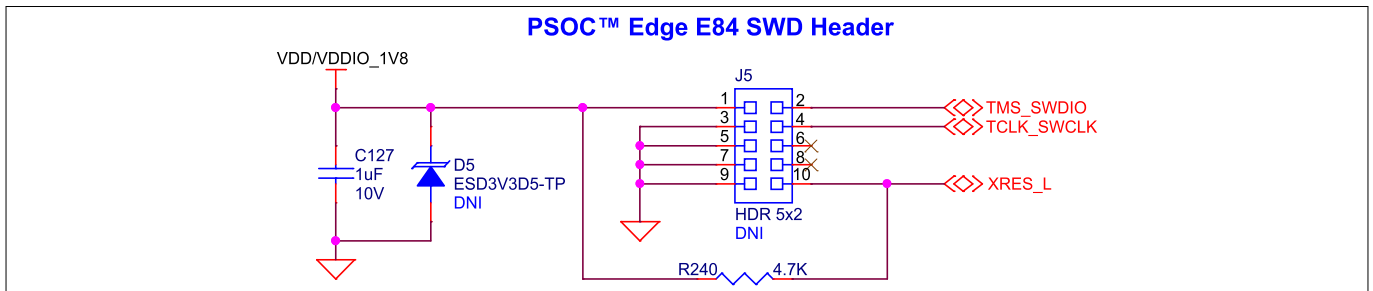 PSOC™ Edge E84 SWD Header
VDD/VDDIO_1V8
J5
1 2 TMS_SWDIO
3 4 TCLK_SWCLK
5 6
7 8
9 10 XRES_L
C127
1uF
10V
D5
ESD3V3D5-TP
DNI
HDR 5x2
DNI
R240 4.7K